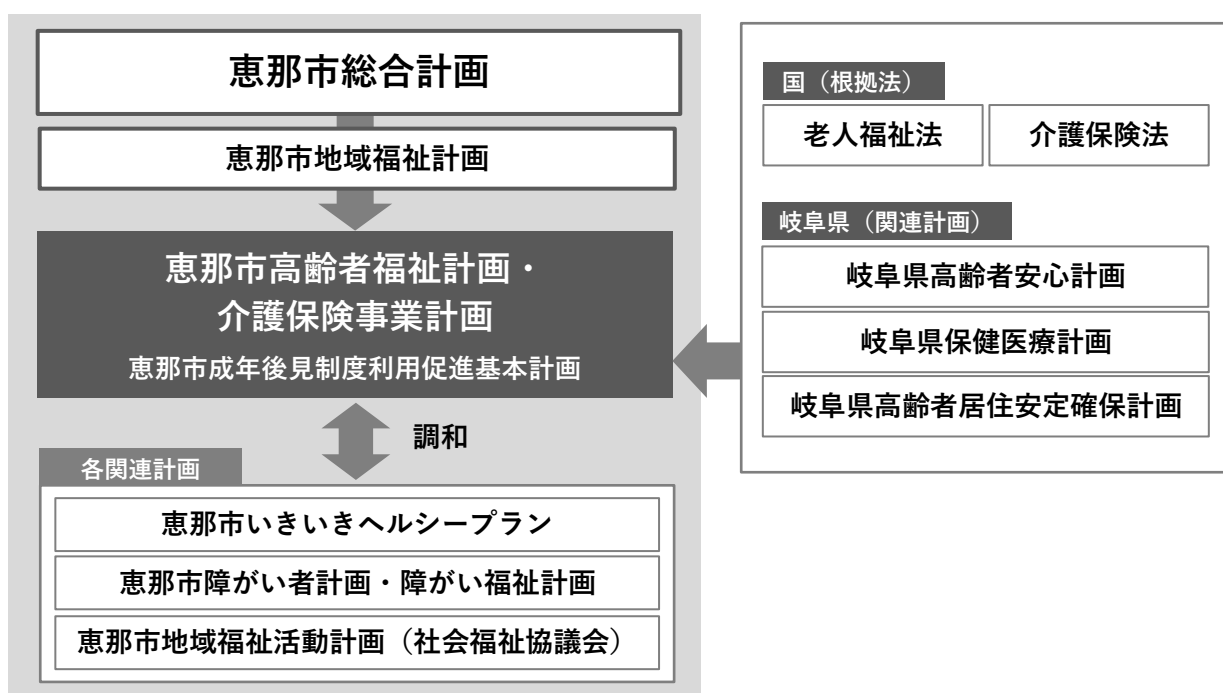 恵那市総合計画
恵那市地域福祉計画
恵那市高齢者福祉計画・
介護保険事業計画
恵那市成年後見制度利用促進基本計画
調和
各関連計画
恵那市いきいきヘルシープラン
恵那市障がい者計画・障がい福祉計画
恵那市地域福祉活動計画（社会福祉協議会）
国（根拠法）
老人福祉法
介護保険法
岐阜県（関連計画）
岐阜県高齢者安心計画
岐阜県保健医療計画
岐阜県高齢者居住安定確保計画